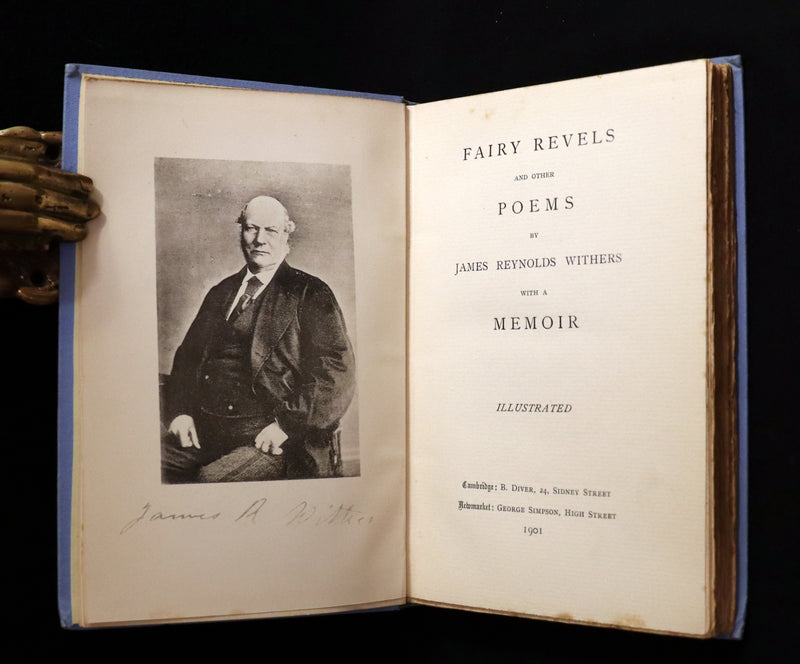 James R Withers
FAIRY REVELS
AND OTHER
POEMS
BY
JAMES REYNOLDS WITHERS
WITH A
MEMOIR
ILLUSTRATED
Cambridge: B. DIVER, 24, SIDNEY STREET
Newmarket: GEORGE SIMPSON, HIGH STREET
1901